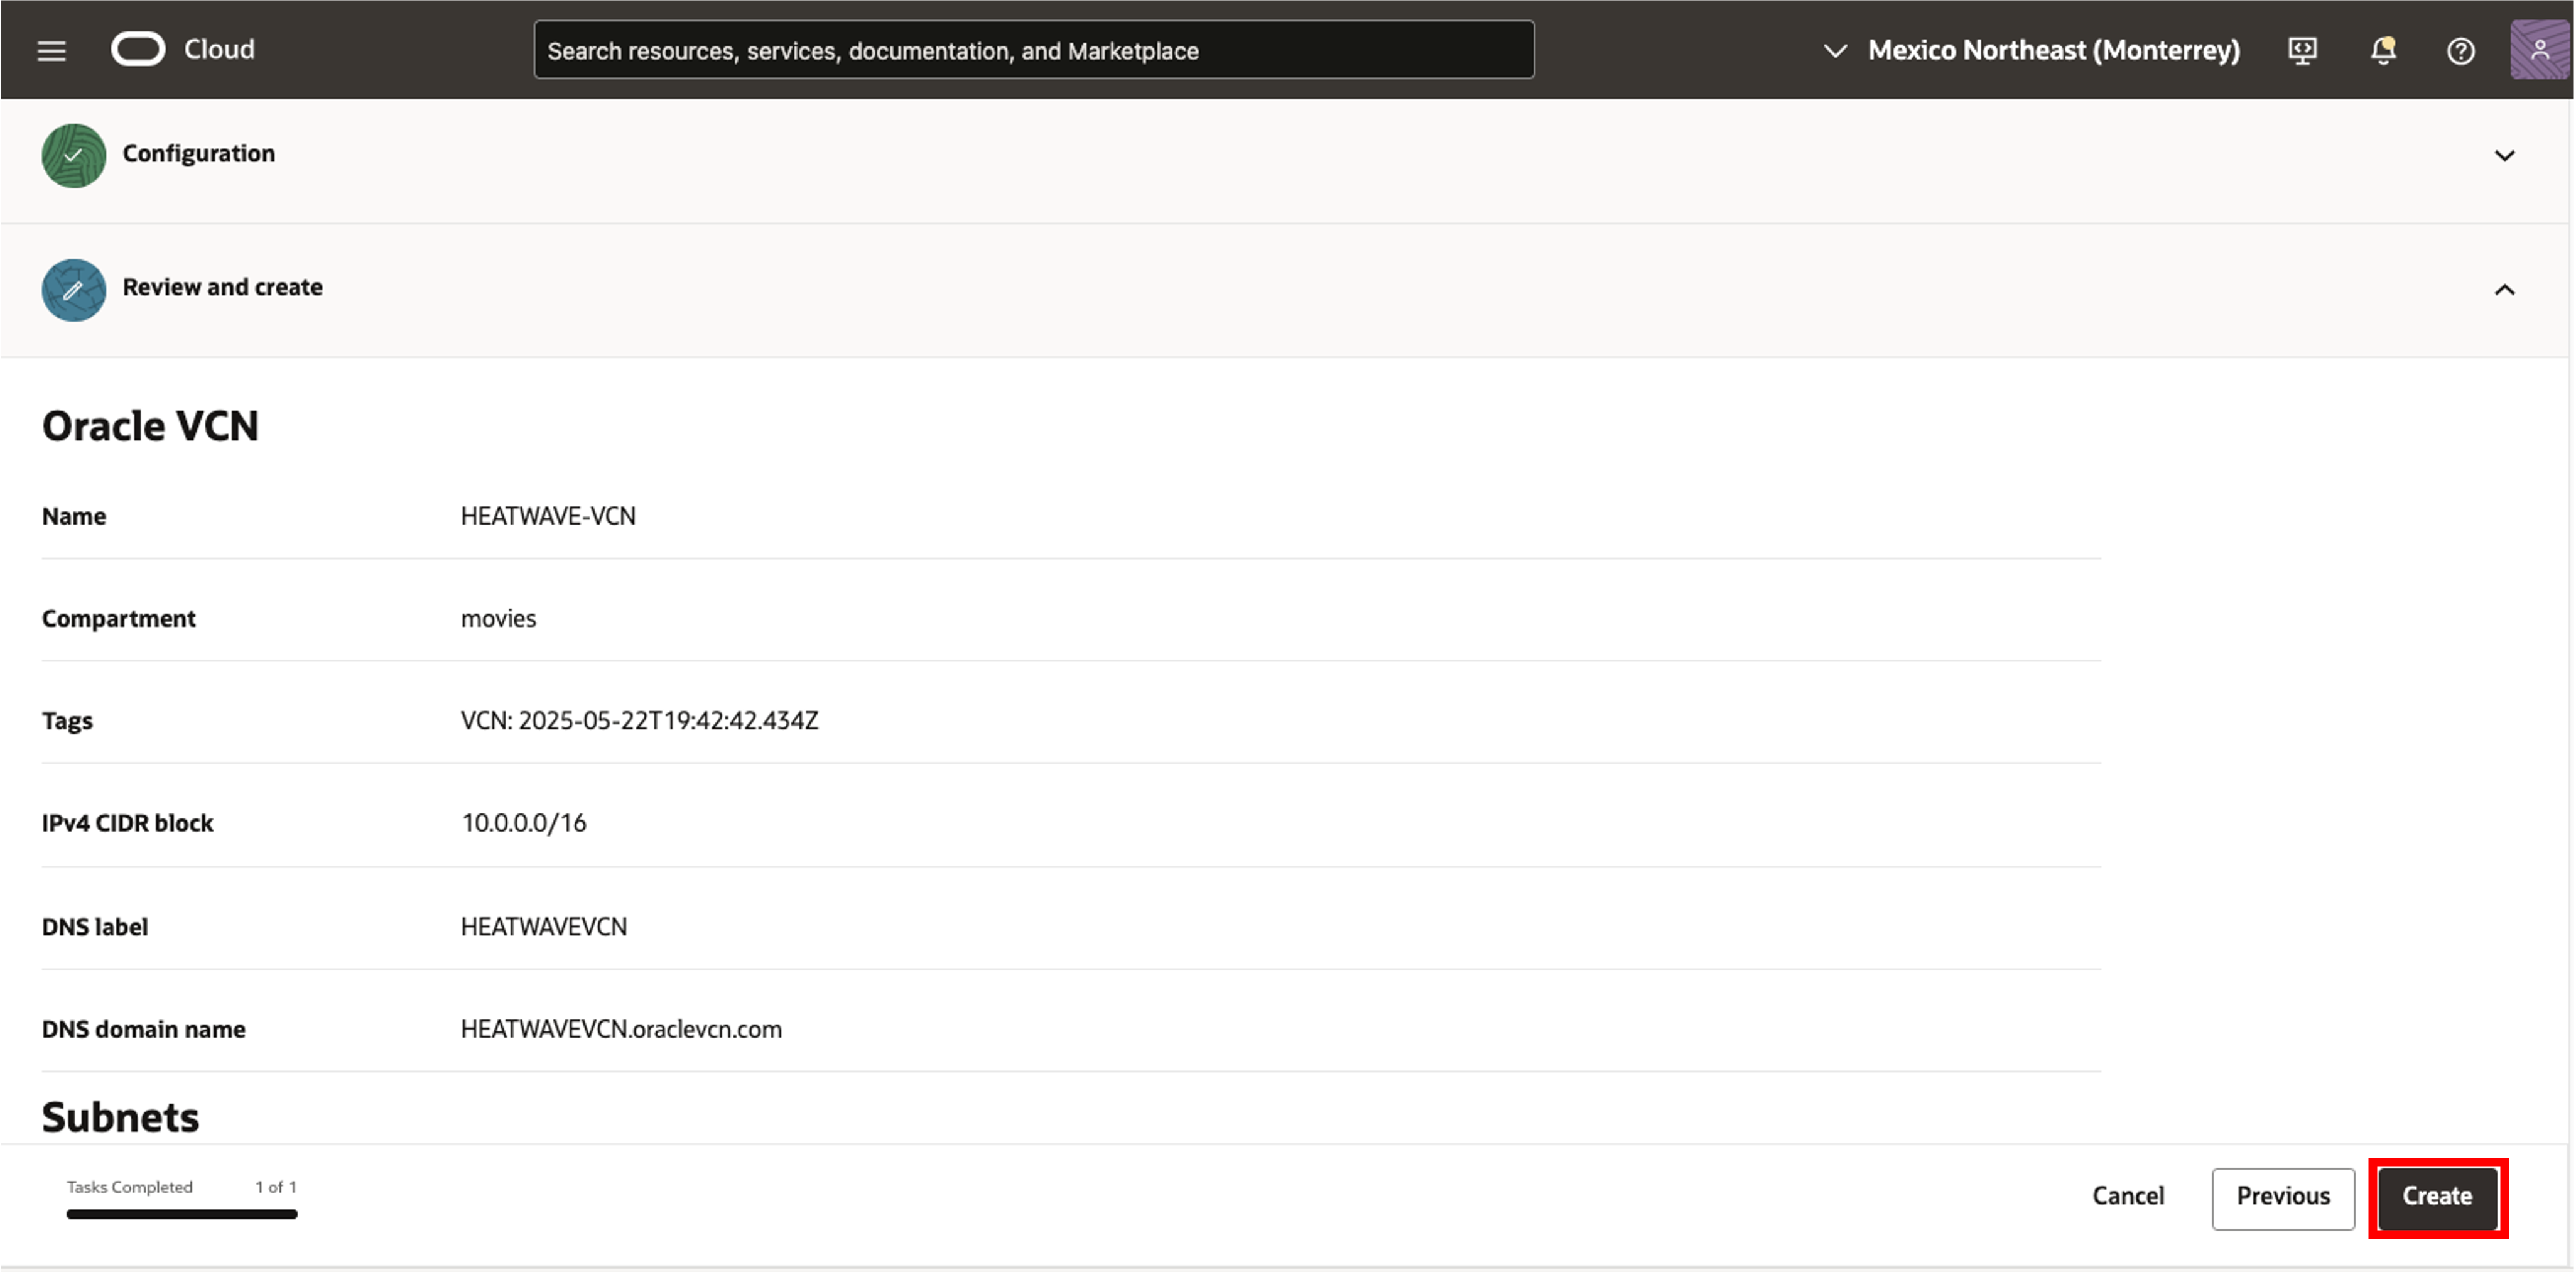 Cloud
Search resources, services, documentation, and Marketplace
Mexico Northeast (Monterrey)
Configuration
Review and create
Oracle VCN
Name HEATWAVE-VCN
Compartment movies
Tags VCN: 2025-05-22T19:42:42.434Z
IPv4 CIDR block 10.0.0.0/16
DNS label HEATWAVEVCN
DNS domain name HEATWAVEVCN.oraclevcn.com
Subnets
Tasks Completed 1 of 1
Cancel Previous Create